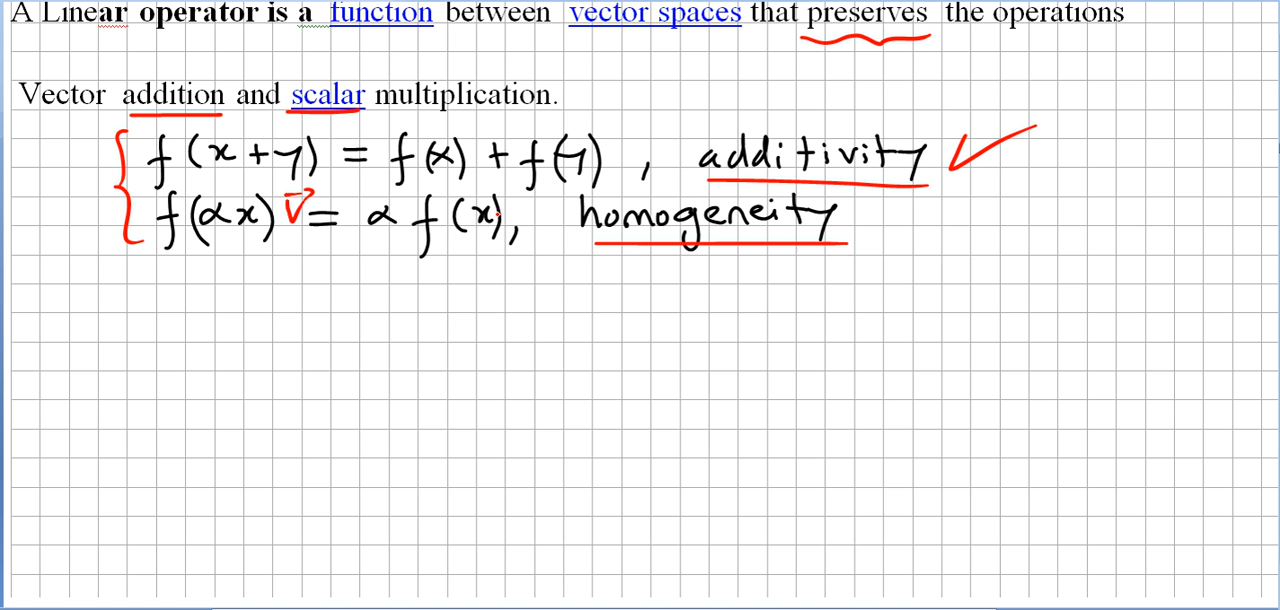 A Linear operator is a function between vector spaces that preserves the operations
Vector addition and scalar multiplication.
f(x+y) = f(x) + f(y), additivity ✓
f(αx) = α f(x), homogeneity